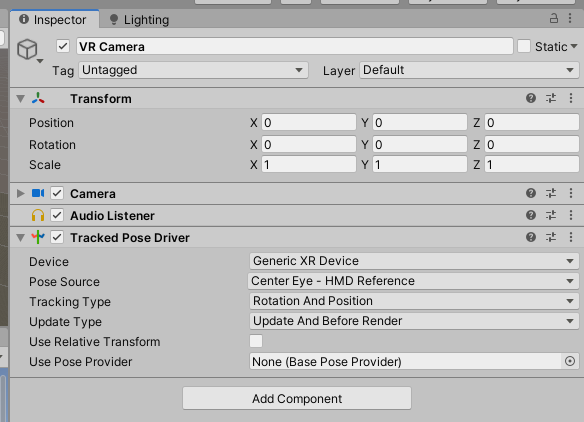 Inspector Lighting
VR Camera Static
Tag Untagged Layer Default
Transform
Position X 0 Y 0 Z 0
Rotation X 0 Y 0 Z 0
Scale X 1 Y 1 Z 1
Camera
Audio Listener
Tracked Pose Driver
Device Generic XR Device
Pose Source Center Eye - HMD Reference
Tracking Type Rotation And Position
Update Type Update And Before Render
Use Relative Transform
Use Pose Provider None (Base Pose Provider)
Add Component